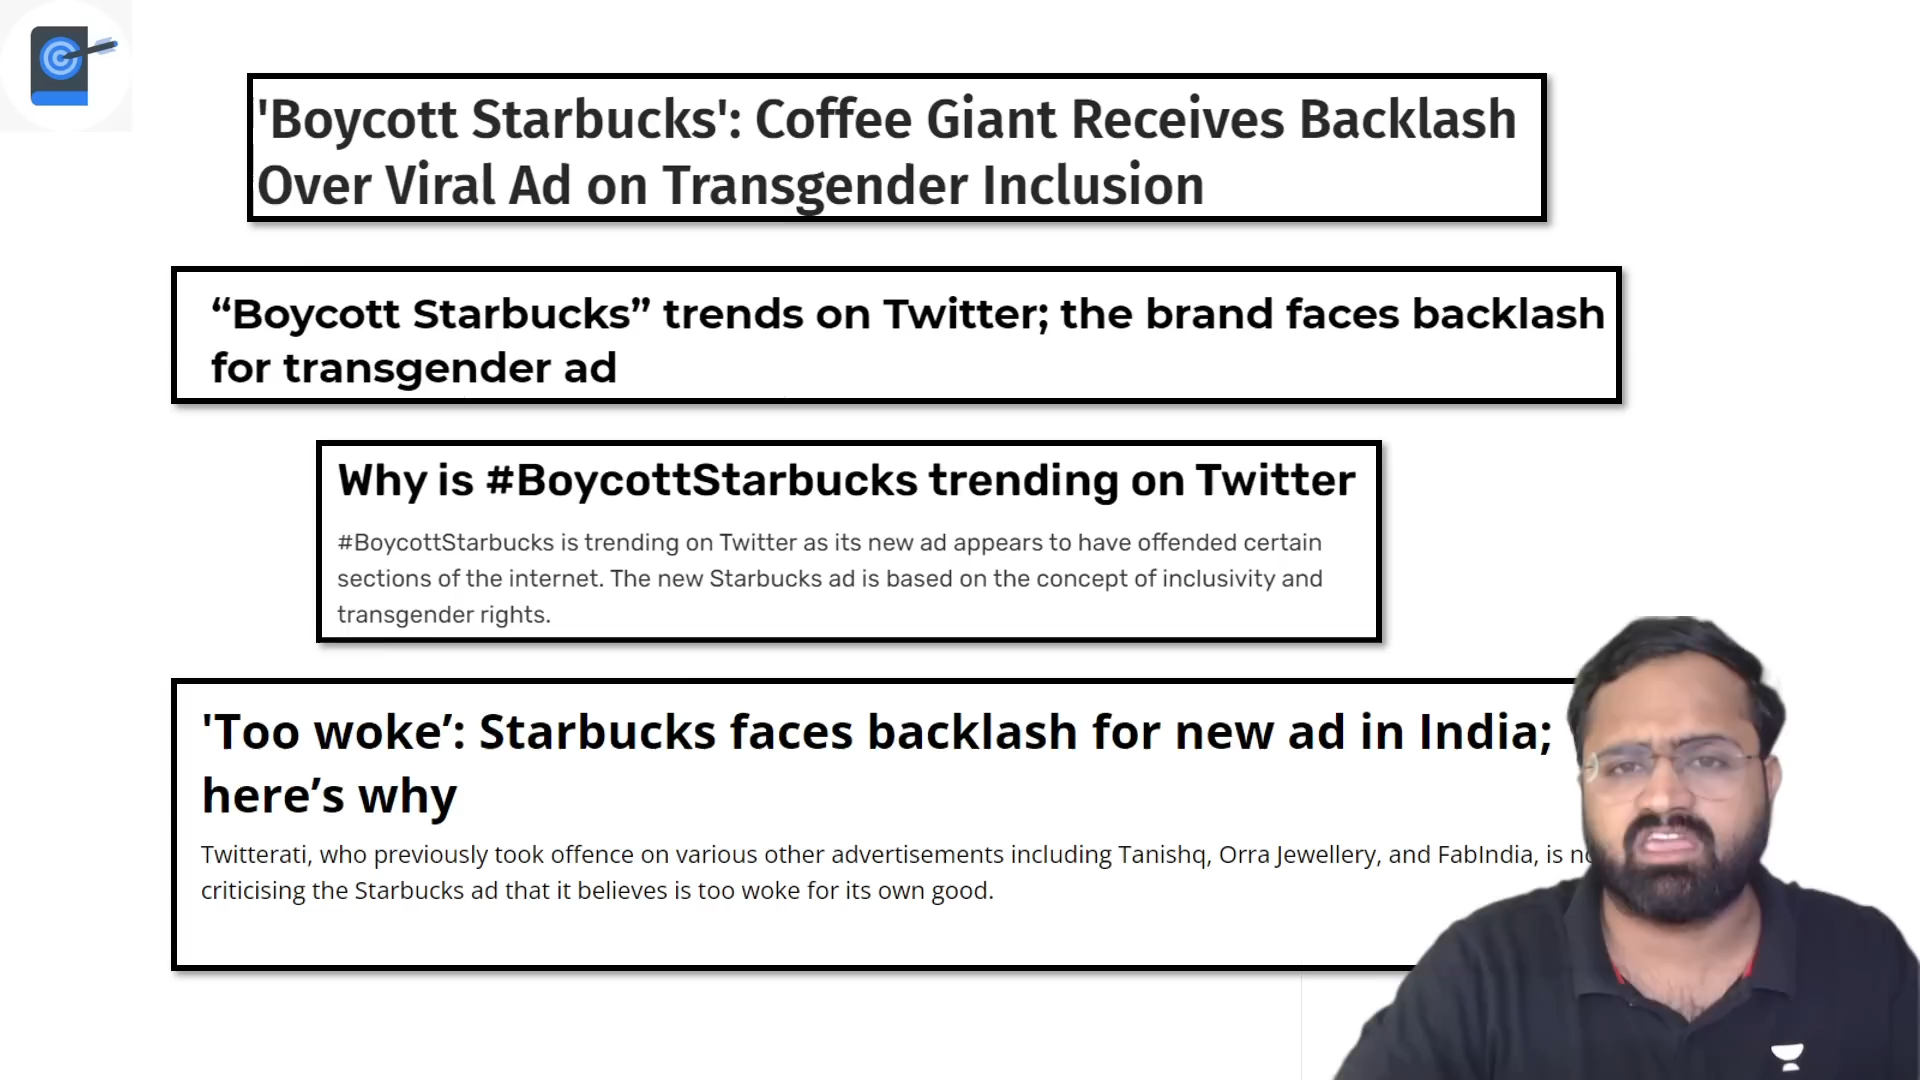 'Boycott Starbucks': Coffee Giant Receives Backlash
Over Viral Ad on Transgender Inclusion
“Boycott Starbucks” trends on Twitter; the brand faces backlash
for transgender ad
Why is #BoycottStarbucks trending on Twitter
#BoycottStarbucks is trending on Twitter as its new ad appears to have offended certain
sections of the internet. The new Starbucks ad is based on the concept of inclusivity and
transgender rights.
'Too woke’: Starbucks faces backlash for new ad in India;
here’s why
Twitterati, who previously took offence on various other advertisements including Tanishq, Orra Jewellery, and FabIndia, is
criticising the Starbucks ad that it believes is too woke for its own good.